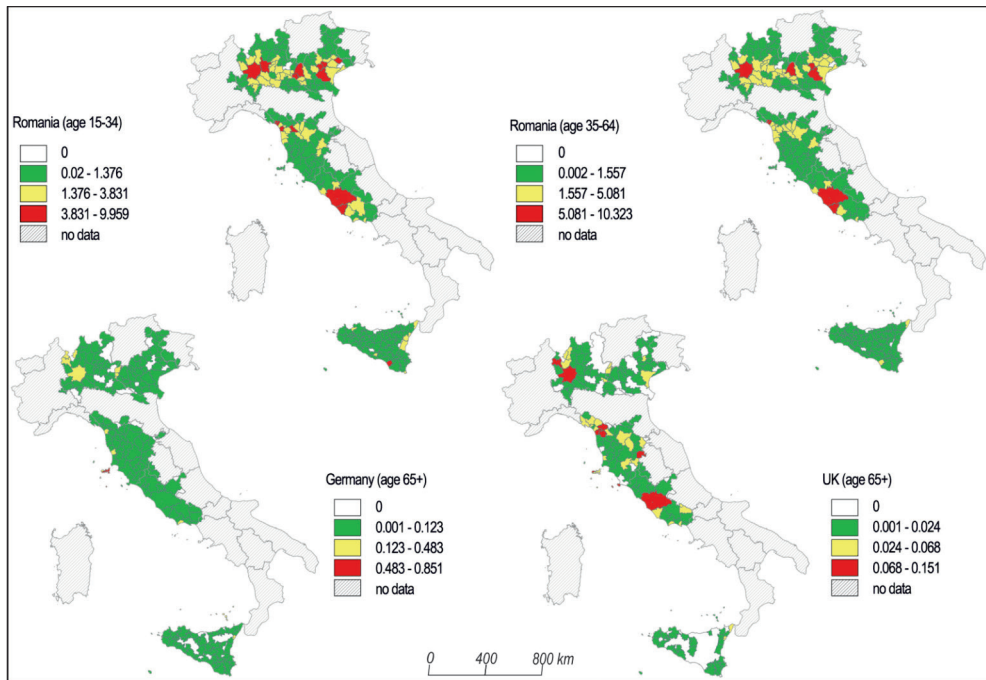 Romania (age 15-34)
0
0.02 - 1.376
1.376 - 3.831
3.831 - 9.959
no data
Romania (age 35-64)
0
0.002 - 1.557
1.557 - 5.081
5.081 - 10.323
no data
Germany (age 65+)
0
0.001 - 0.123
0.123 - 0.483
0.483 - 0.851
no data
UK (age 65+)
0
0.001 - 0.024
0.024 - 0.068
0.068 - 0.151
no data
0 400 800 km